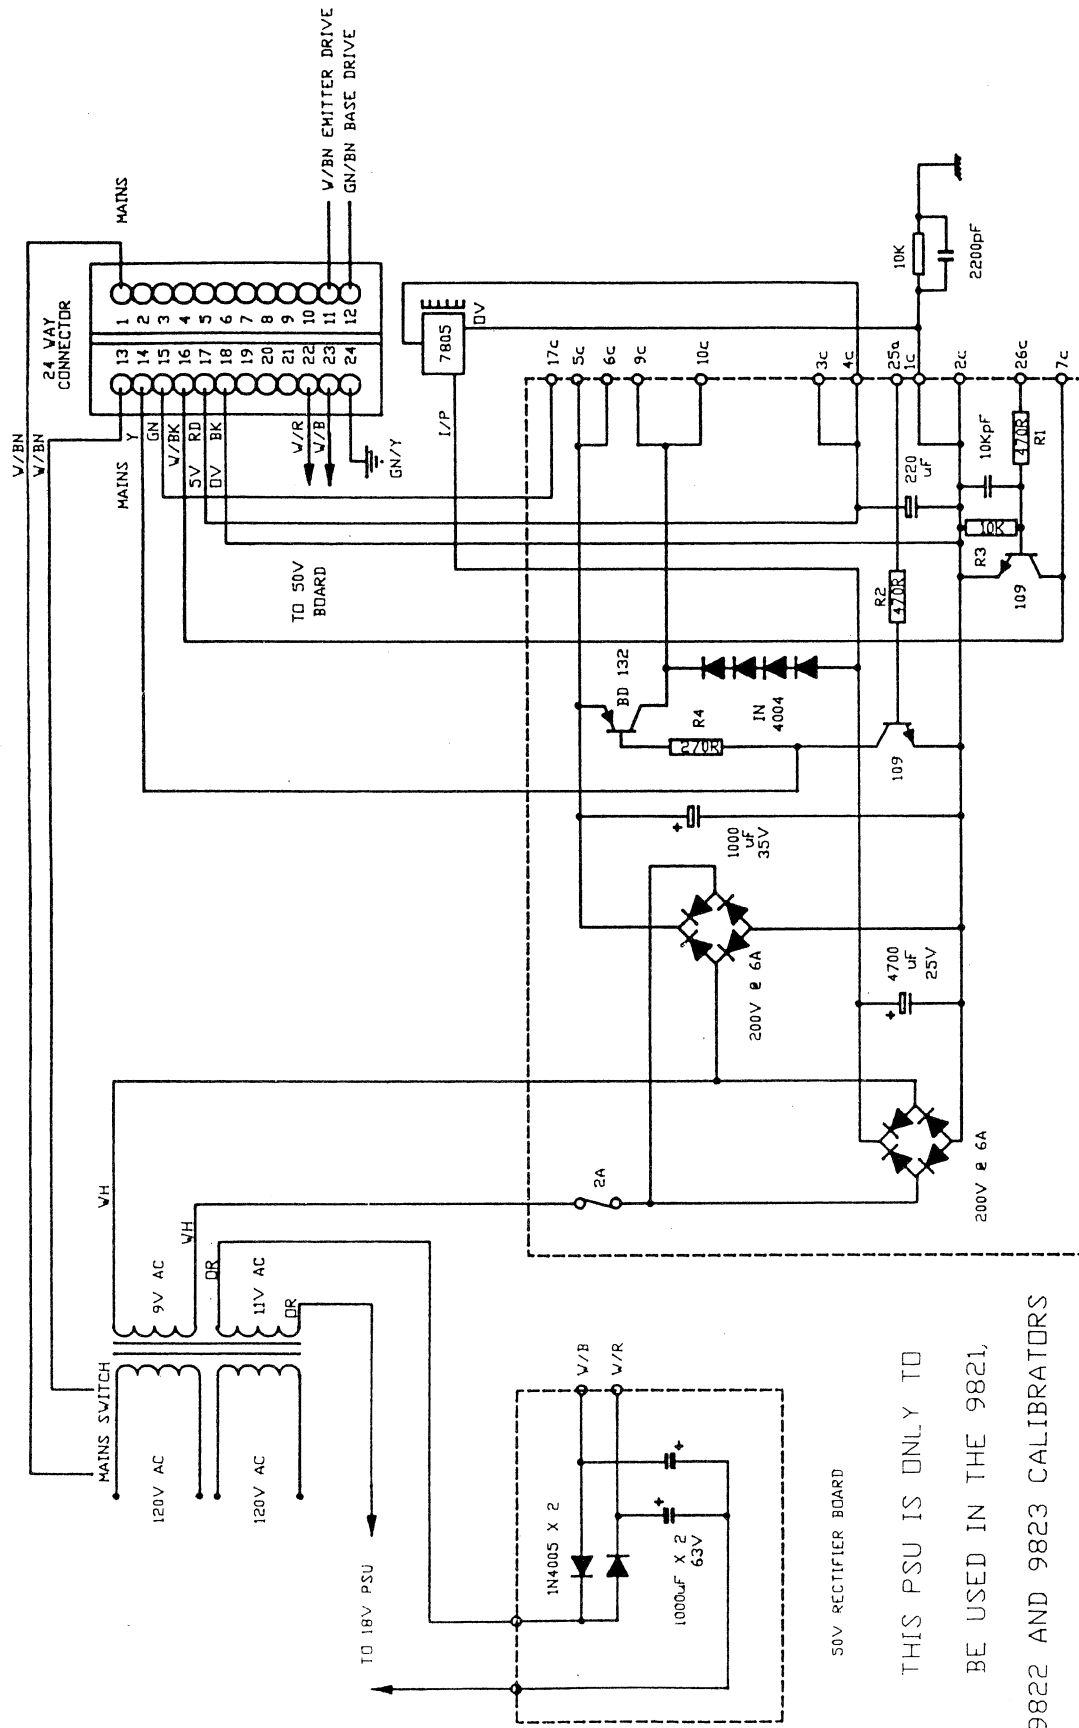 W/BN
W/BN
MAINS
24 WAY
CONNECTOR
W/BN EMITTER DRIVE
GN/BN BASE DRIVE
1
2
3
4
5
6
7
8
9
10
11
12
13
14
15
16
17
18
19
20
21
22
23
24
MAINS
Y
GN
W/BK
5V RD
0V BK
W/R
W/B
GN/Y
TO 50V
BOARD
7805
0V
I/P
17c
5c
6c
9c
10c
3c
4c
25a
1c
2c
26c
7c
10K
2200pF
220
uF
10KpF
470R
R1
10K
R3
109
R2
470R
BD 132
R4
270R
IN
4004
109
+
1000
uF
35V
200V @ 6A
+
4700
uF
25V
200V @ 6A
2A
WH
WH
OR
OR
9V AC
11V AC
MAINS SWITCH
120V AC
120V AC
TO 18V PSU
1N4005 X 2
W/B
W/R
+
+
1000uF X 2
63V
50V RECTIFIER BOARD
THIS PSU IS ONLY TO
BE USED IN THE 9821,
9822 AND 9823 CALIBRATORS